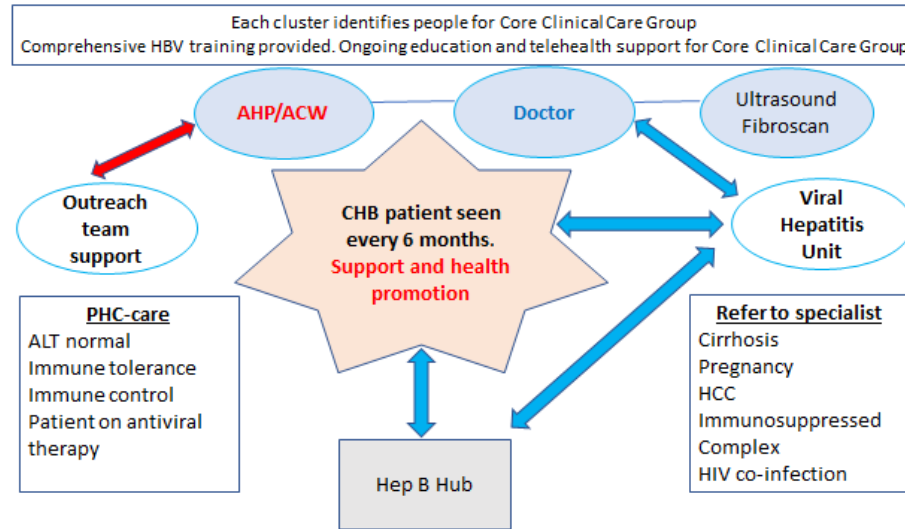 Each cluster identifies people for Core Clinical Care Group
Comprehensive HBV training provided. Ongoing education and telehealth support for Core Clinical Care Group
AHP/ACW
Doctor
Ultrasound
Fibroscan
Outreach
team
support
CHB patient seen
every 6 months.
Support and health
promotion
Viral
Hepatitis
Unit
PHC-care
ALT normal
Immune tolerance
Immune control
Patient on antiviral
therapy
Refer to specialist
Cirrhosis
Pregnancy
HCC
Immunosuppressed
Complex
HIV co-infection
Hep B Hub